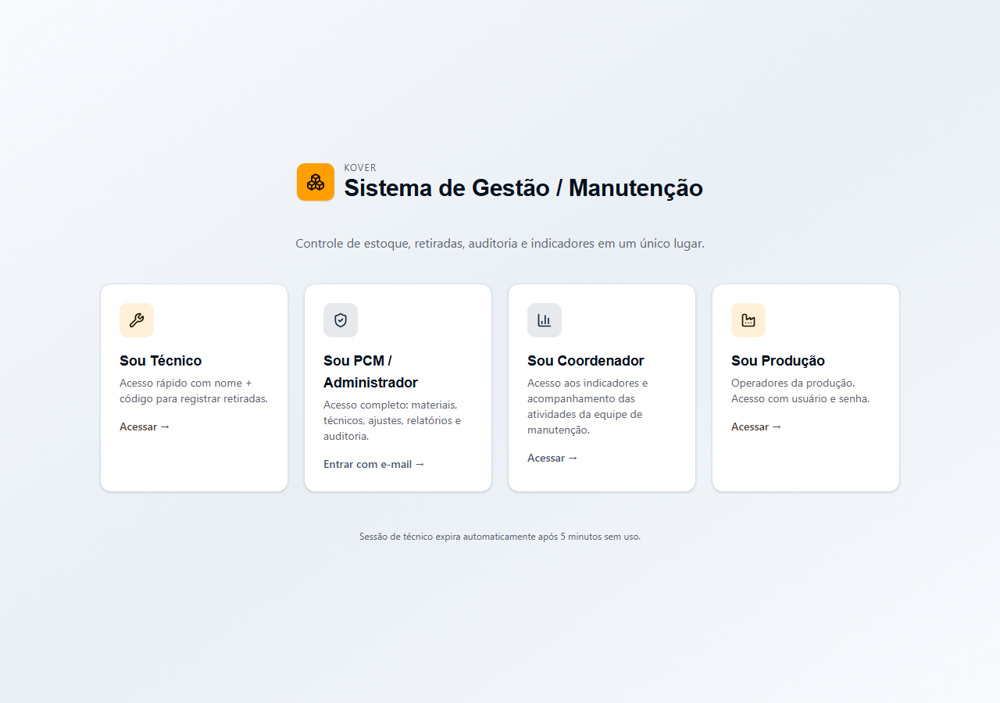 KOVER
Sistema de Gestão / Manutenção
Controle de estoque, retiradas, auditoria e indicadores em um único lugar.
Sou Técnico
Acesso rápido com nome +
código para registrar retiradas.
Acessar →
Sou PCM /
Administrador
Acesso completo: materiais,
técnicos, ajustes, relatórios e
auditoria.
Entrar com e-mail →
Sou Coordenador
Acesso aos indicadores e
acompanhamento das
atividades da equipe de
manutenção.
Acessar →
Sou Produção
Operadores da produção.
Acesso com usuário e senha.
Acessar →
Sessão de técnico expira automaticamente após 5 minutos sem uso.